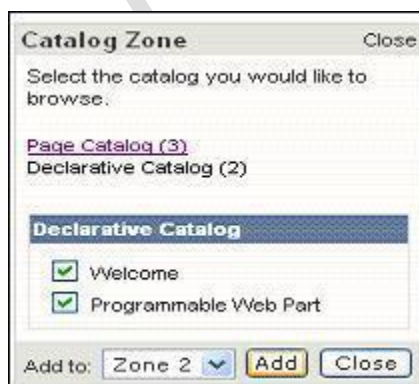 Catalog Zone Close
Select the catalog you would like to
browse.
Page Catalog (3)
Declarative Catalog (2)
Declarative Catalog
Welcome
Programmable Web Part
Add to: Zone 2 Add Close